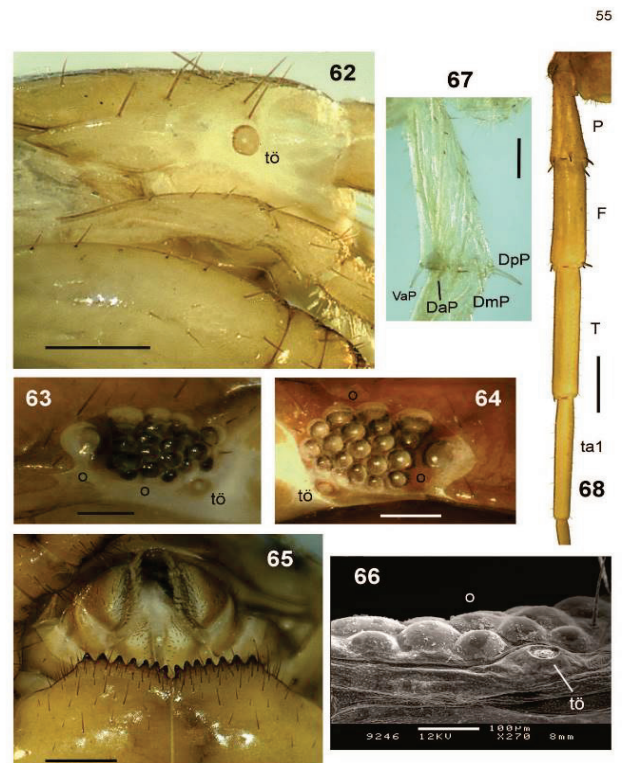 55
62
tö
67
VaP
DaP
DmP
DpP
P
F
T
ta1
68
63
o
o
tö
64
o
o
tö
65
66
o
tö
100µm
9246 12KV X270 8mm